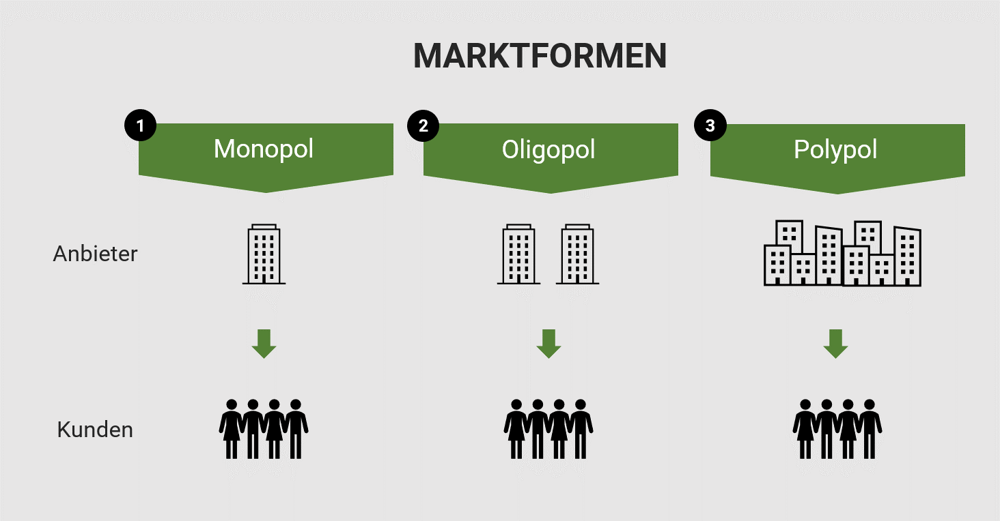 MARKTFORMEN
1
Monopol
2
Oligopol
3
Polypol
Anbieter
Kunden